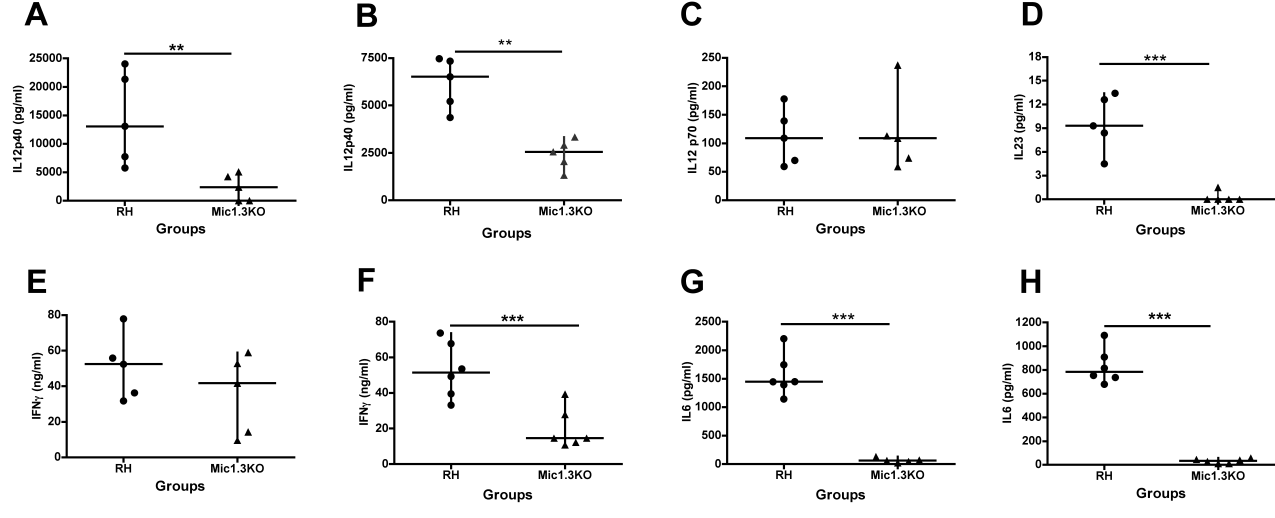 A
**
25000
20000
15000
10000
5000
0
IL12p40 (pg/ml)
RH Mic1.3KO
Groups
B
**
7500
5000
2500
0
IL12p40 (pg/ml)
RH Mic1.3KO
Groups
C
250
200
150
100
50
0
IL12 p70 (pg/ml)
RH Mic1.3KO
Groups
D
***
18
15
12
9
6
3
0
IL23 (pg/ml)
RH Mic1.3KO
Groups
E
80
60
40
20
0
IFNγ (ng/ml)
RH Mic1.3KO
Groups
F
***
80
60
40
20
0
IFNγ (ng/ml)
RH Mic1.3KO
Groups
G
***
2500
2000
1500
1000
500
0
IL6 (pg/ml)
RH Mic1.3KO
Groups
H
***
1200
1000
800
600
400
200
0
IL6 (pg/ml)
RH Mic1.3KO
Groups